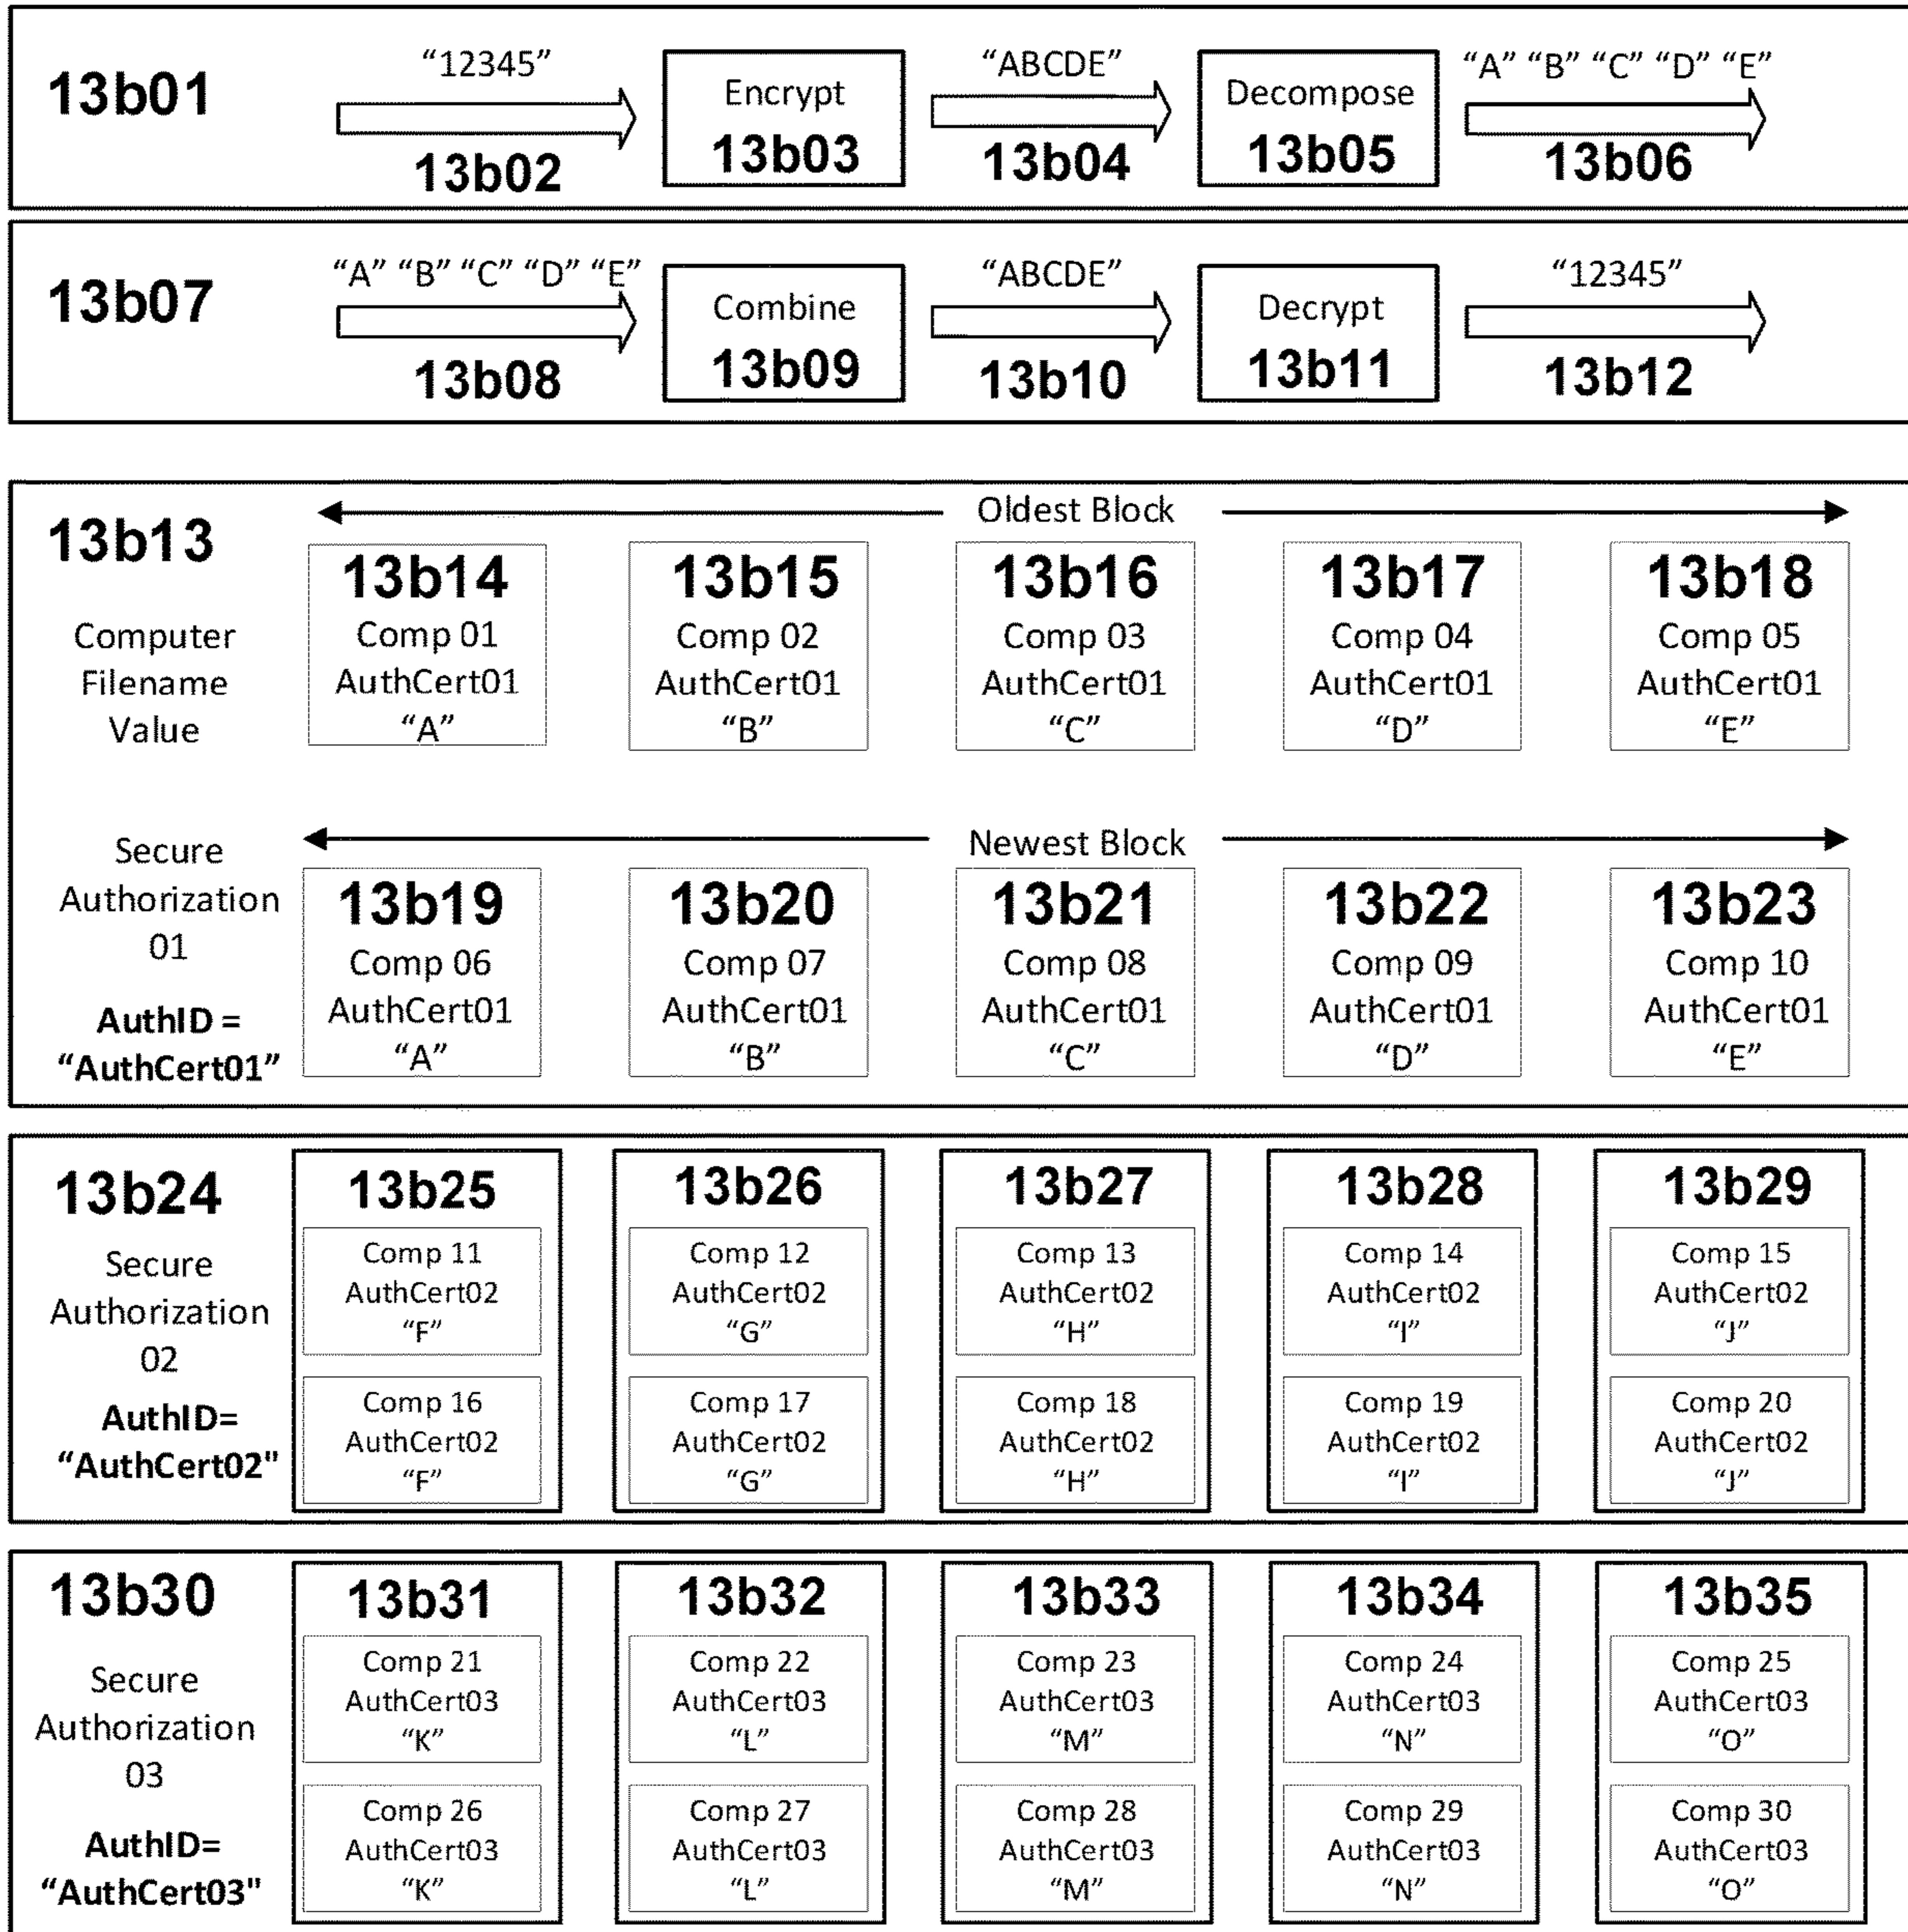 13b01
“12345”
13b02
Encrypt
13b03
“ABCDE”
13b04
Decompose
13b05
“A” “B” “C” “D” “E”
13b06
13b07
“A” “B” “C” “D” “E”
13b08
Combine
13b09
“ABCDE”
13b10
Decrypt
13b11
“12345”
13b12
13b13
Computer
Filename
Value
Oldest Block
13b14
Comp 01
AuthCert01
“A”
13b15
Comp 02
AuthCert01
“B”
13b16
Comp 03
AuthCert01
“C”
13b17
Comp 04
AuthCert01
“D”
13b18
Comp 05
AuthCert01
“E”
Secure
Authorization
01
AuthID =
“AuthCert01”
Newest Block
13b19
Comp 06
AuthCert01
“A”
13b20
Comp 07
AuthCert01
“B”
13b21
Comp 08
AuthCert01
“C”
13b22
Comp 09
AuthCert01
“D”
13b23
Comp 10
AuthCert01
“E”
13b24
Secure
Authorization
02
AuthID=
“AuthCert02"
13b25
Comp 11
AuthCert02
“F”
Comp 16
AuthCert02
“F”
13b26
Comp 12
AuthCert02
“G”
Comp 17
AuthCert02
“G”
13b27
Comp 13
AuthCert02
“H”
Comp 18
AuthCert02
“H”
13b28
Comp 14
AuthCert02
“I”
Comp 19
AuthCert02
“I”
13b29
Comp 15
AuthCert02
“J”
Comp 20
AuthCert02
“J”
13b30
Secure
Authorization
03
AuthID=
“AuthCert03"
13b31
Comp 21
AuthCert03
“K”
Comp 26
AuthCert03
“K”
13b32
Comp 22
AuthCert03
“L”
Comp 27
AuthCert03
“L”
13b33
Comp 23
AuthCert03
“M”
Comp 28
AuthCert03
“M”
13b34
Comp 24
AuthCert03
“N”
Comp 29
AuthCert03
“N”
13b35
Comp 25
AuthCert03
“O”
Comp 30
AuthCert03
“O”